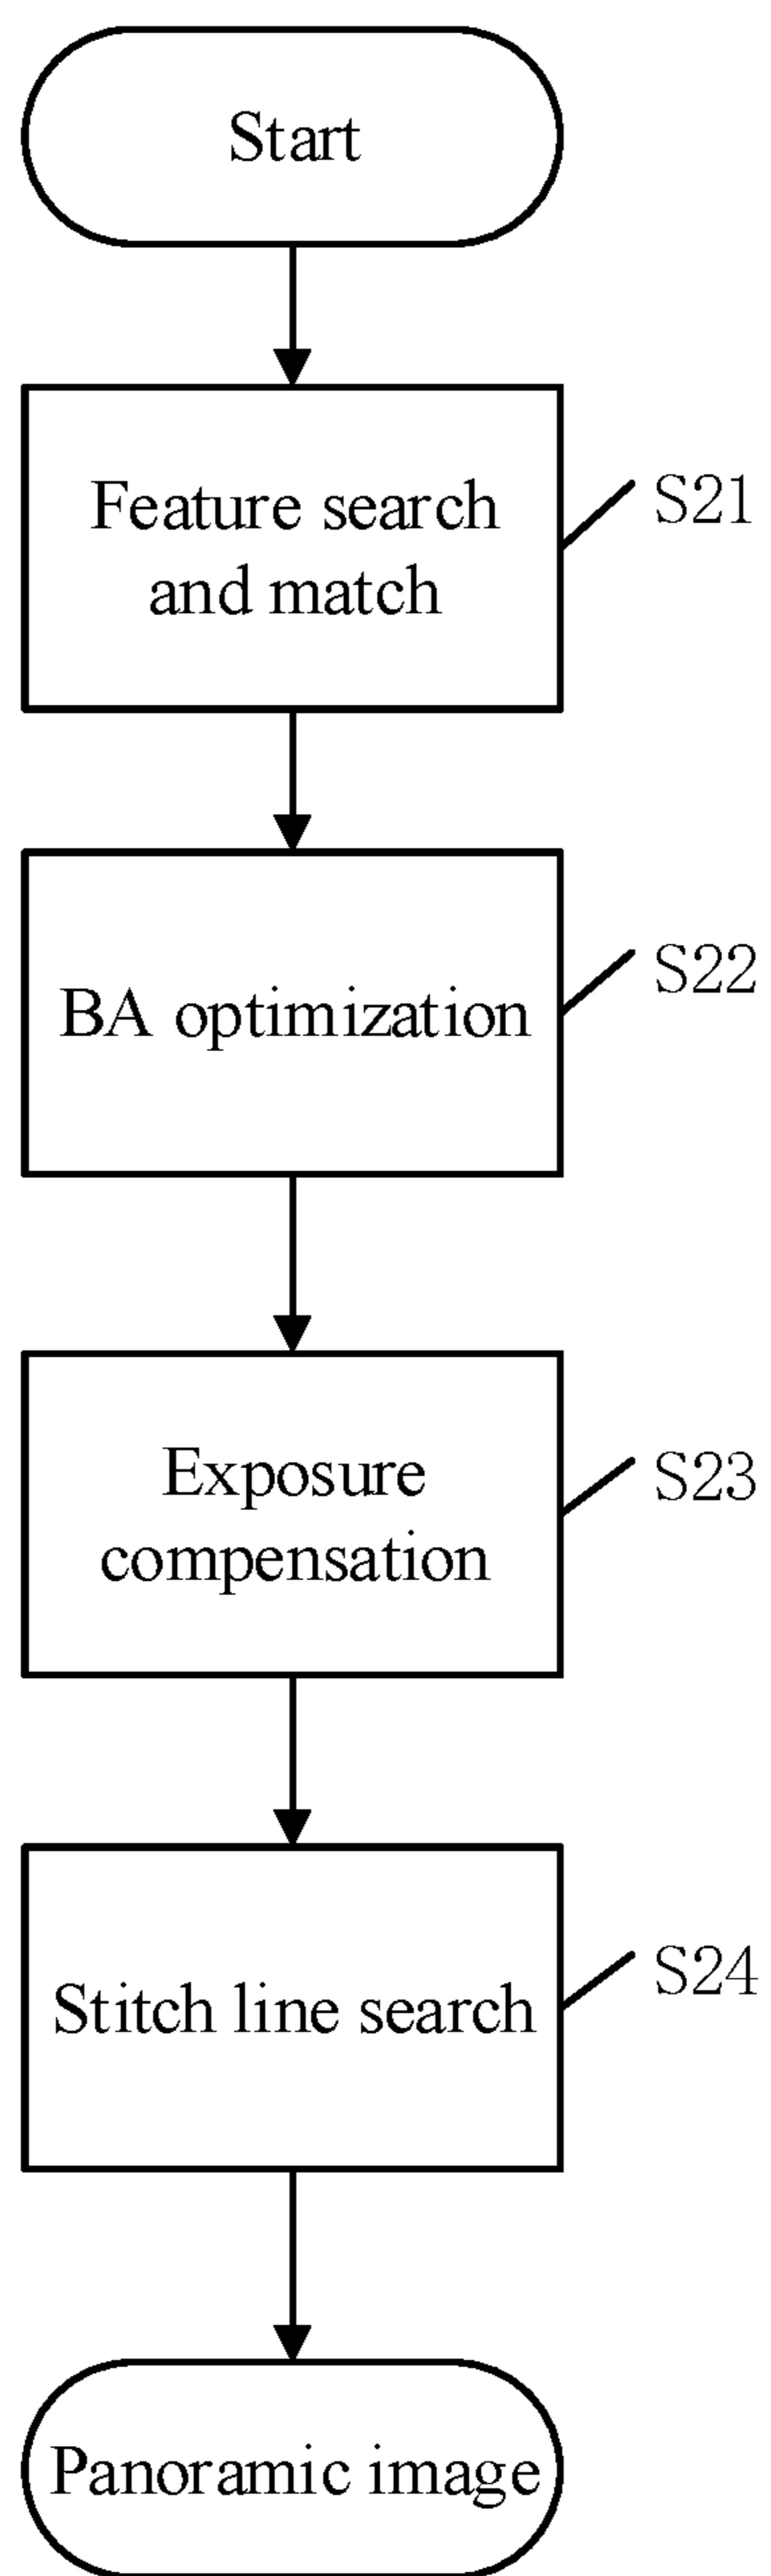 Start
Feature search
and match
S21
BA optimization
S22
Exposure
compensation
S23
Stitch line search
S24
Panoramic image